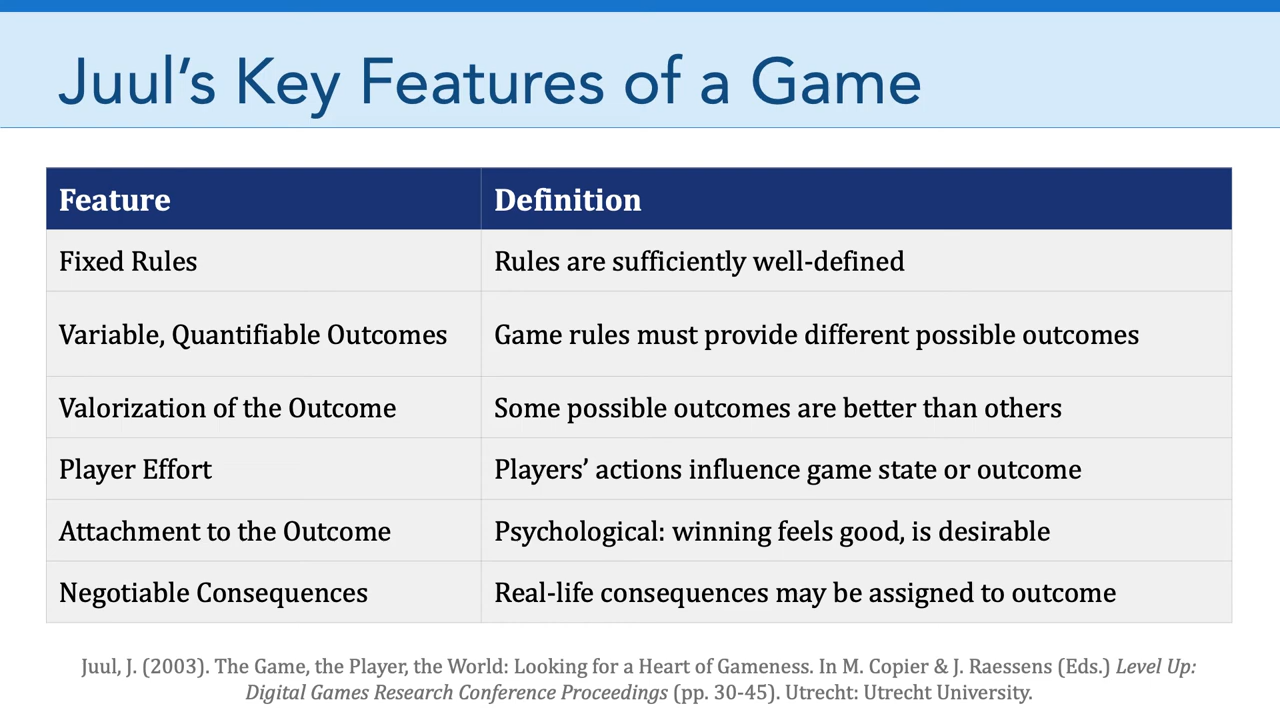 Juul’s Key Features of a Game
Feature
Definition
Fixed Rules
Rules are sufficiently well-defined
Variable, Quantifiable Outcomes
Game rules must provide different possible outcomes
Valorization of the Outcome
Some possible outcomes are better than others
Player Effort
Players’ actions influence game state or outcome
Attachment to the Outcome
Psychological: winning feels good, is desirable
Negotiable Consequences
Real-life consequences may be assigned to outcome
Juul, J. (2003). The Game, the Player, the World: Looking for a Heart of Gameness. In M. Copier & J. Raessens (Eds.) Level Up:
Digital Games Research Conference Proceedings (pp. 30-45). Utrecht: Utrecht University.